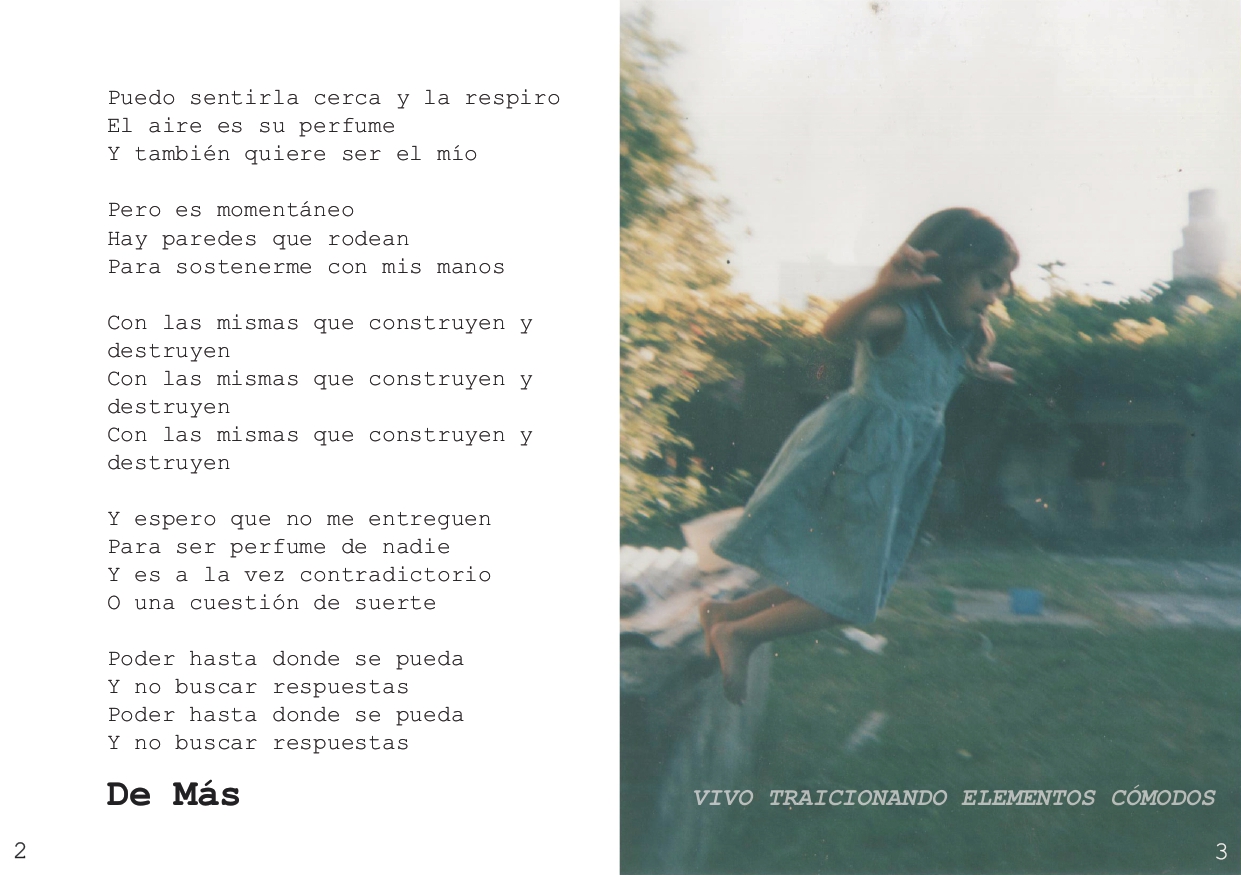 Puedo sentirla cerca y la respiro
El aire es su perfume
Y también quiere ser el mío
Pero es momentáneo
Hay paredes que rodean
Para sostenerme con mis manos
Con las mismas que construyen y
destruyen
Con las mismas que construyen y
destruyen
Con las mismas que construyen y
destruyen
Y espero que no me entreguen
Para ser perfume de nadie
Y es a la vez contradictorio
O una cuestión de suerte
Poder hasta donde se pueda
Y no buscar respuestas
Poder hasta donde se pueda
Y no buscar respuestas
De Más
2
VIVO TRAICIONANDO ELEMENTOS CÓMODOS
3